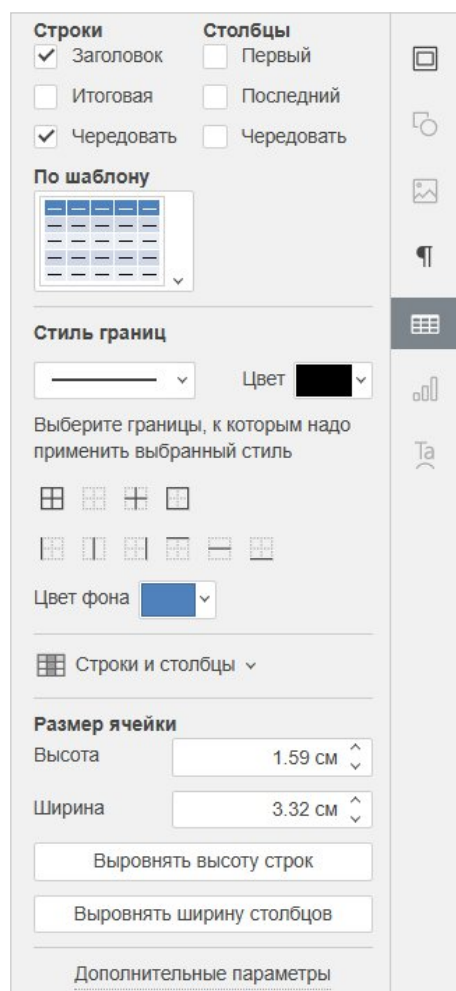 Строки Столбцы
Заголовок Первый
Итоговая Последний
Чередовать Чередовать
По шаблону
Стиль границ
Цвет
Выберите границы, к которым надо
применить выбранный стиль
Цвет фона
Строки и столбцы
Размер ячейки
Высота 1.59 см
Ширина 3.32 см
Выровнять высоту строк
Выровнять ширину столбцов
Дополнительные параметры
¶
Ta